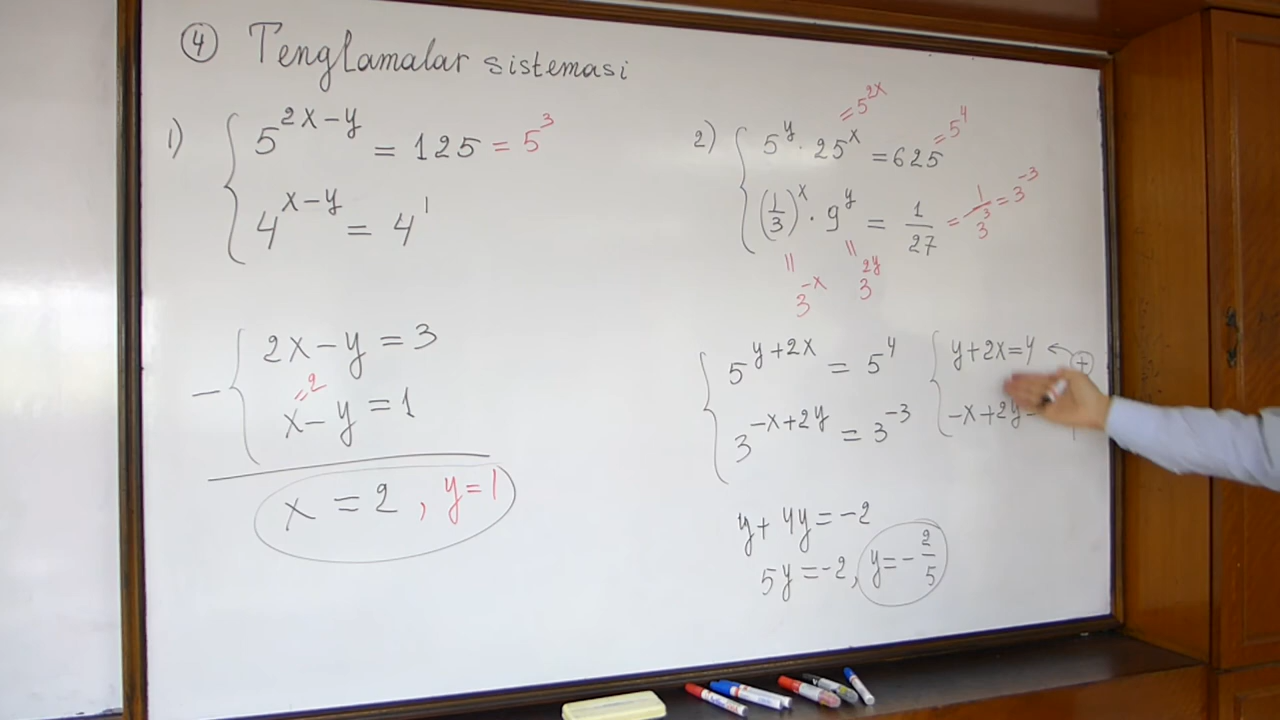 ④ Tenglamalar sistemasi
1) { 5^{2x-y} = 125 = 5^3
4^{x-y} = 4^1
- { 2x-y = 3
x-y = 1
=2
x = 2, y=1
2) { 5^y · 25^x = 625 = 5^4
= 5^{2x}
(1/3)^x · 9^y = 1/27 = 1/3^3 = 3^{-3}
|| ||
3^{-x} 3^{2y}
{ 5^{y+2x} = 5^4
3^{-x+2y} = 3^{-3}
{ y+2x=4 ← (+)
-x+2y=
y+4y=-2
5y=-2, y=-2/5